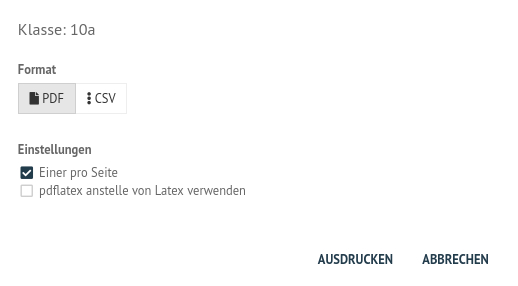 Klasse: 10a
Format
PDF CSV
Einstellungen
Einer pro Seite
pdflatex anstelle von Latex verwenden
AUSDRUCKEN ABBRECHEN